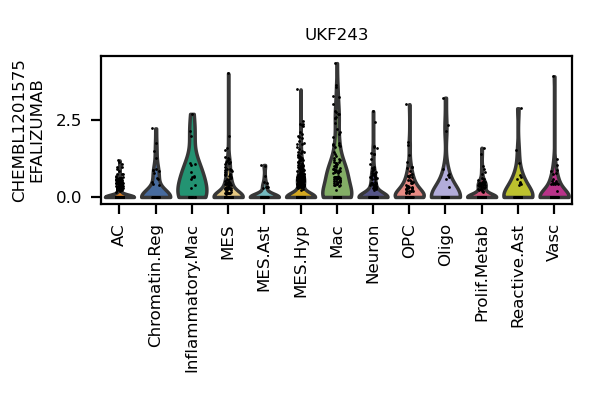 UKF243
CHEMBL1201575
EFALIZUMAB
2.5
0.0
AC
Chromatin.Reg
Inflammatory.Mac
MES
MES.Ast
MES.Hyp
Mac
Neuron
OPC
Oligo
Prolif.Metab
Reactive.Ast
Vasc